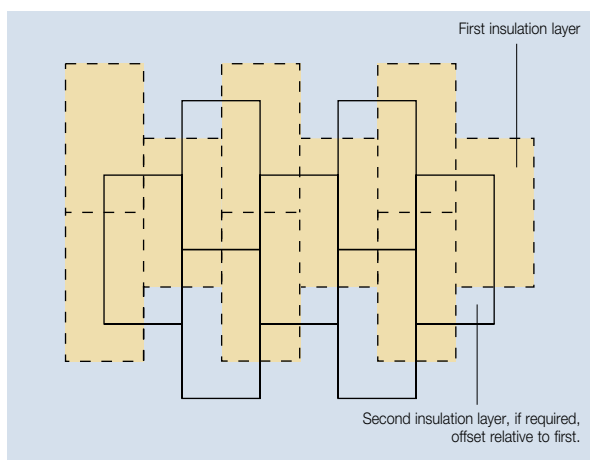 First insulation layer
Second insulation layer, if required,
offset relative to first.